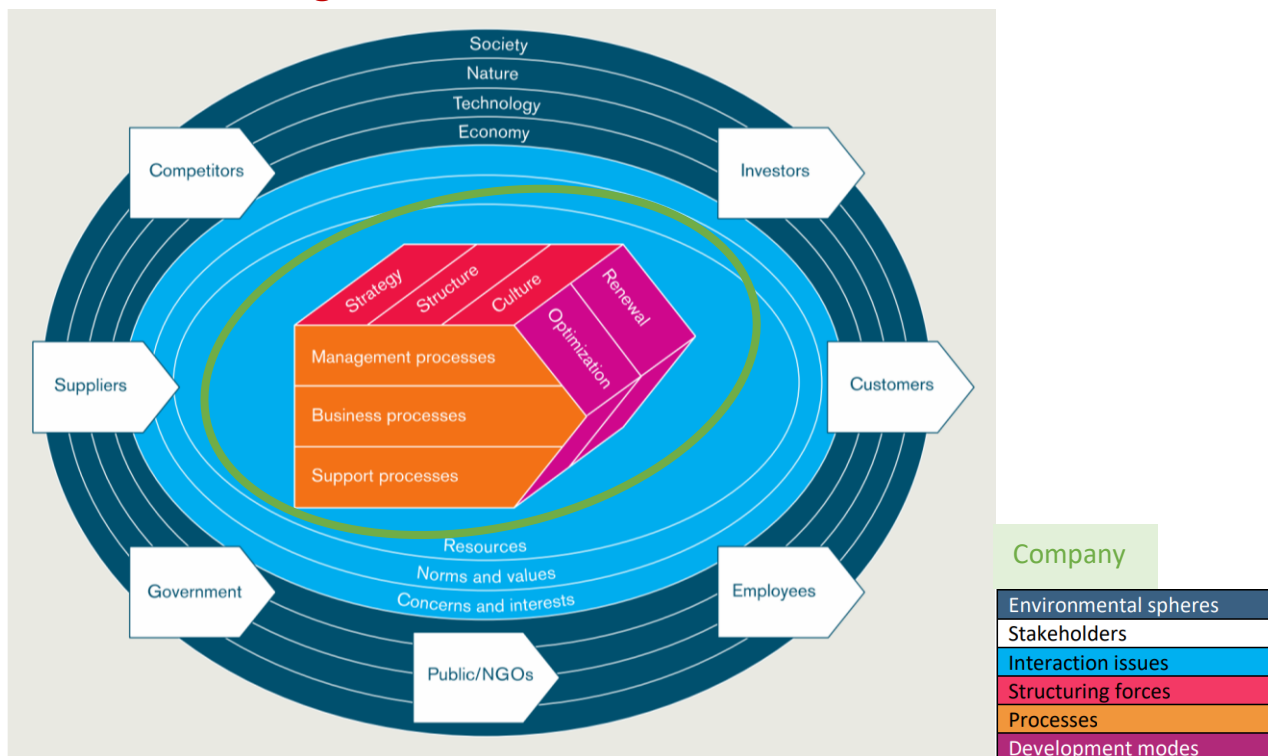 Society
Nature
Technology
Economy
Competitors
Investors
Strategy
Structure
Culture
Renewal
Optimization
Management processes
Business processes
Support processes
Suppliers
Customers
Resources
Norms and values
Concerns and interests
Government
Employees
Public/NGOs
Company
Environmental spheres
Stakeholders
Interaction issues
Structuring forces
Processes
Development modes